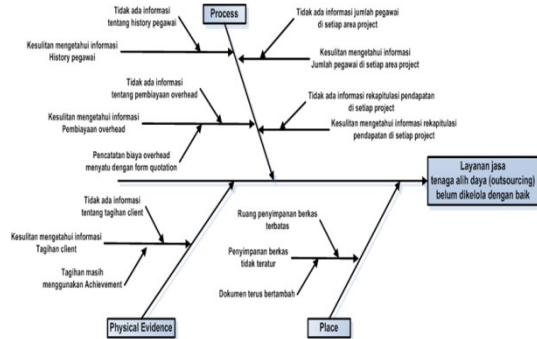 Process
Tidak ada informasi
tentang history pegawai
Kesulitan mengetahui informasi
History pegawai
Tidak ada informasi jumlah pegawai
di setiap area project
Kesulitan mengetahui informasi
Jumlah pegawai di setiap area project
Tidak ada informasi
tentang pembiayaan overhead
Kesulitan mengetahui informasi
Pembiayaan overhead
Pencatatan biaya overhead
menyatu dengan form quotation
Tidak ada informasi rekapitulasi pendapatan
di setiap project
Kesulitan mengetahui informasi rekapitulasi
pendapatan di setiap project
Layanan jasa
tenaga alih daya (outsourcing)
belum dikelola dengan baik
Tidak ada informasi
tentang tagihan client
Kesulitan mengetahui informasi
Tagihan client
Tagihan masih
menggunakan Achievement
Ruang penyimpanan berkas
terbatas
Penyimpanan berkas
tidak teratur
Dokumen terus bertambah
Physical Evidence
Place